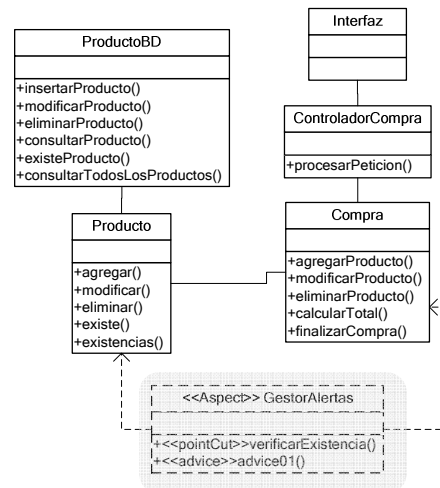 Interfaz
ProductoBD
+insertarProducto()
+modificarProducto()
+eliminarProducto()
+consultarProducto()
+existeProducto()
+consultarTodosLosProductos()
ControladorCompra
+procesarPeticion()
Producto
+agregar()
+modificar()
+eliminar()
+existe()
+existencias()
Compra
+agregarProducto()
+modificarProducto()
+eliminarProducto()
+calcularTotal()
+finalizarCompra()
<<Aspect>> GestorAlertas
+<<pointCut>>verificarExistencia()
+<<advice>>advice01()